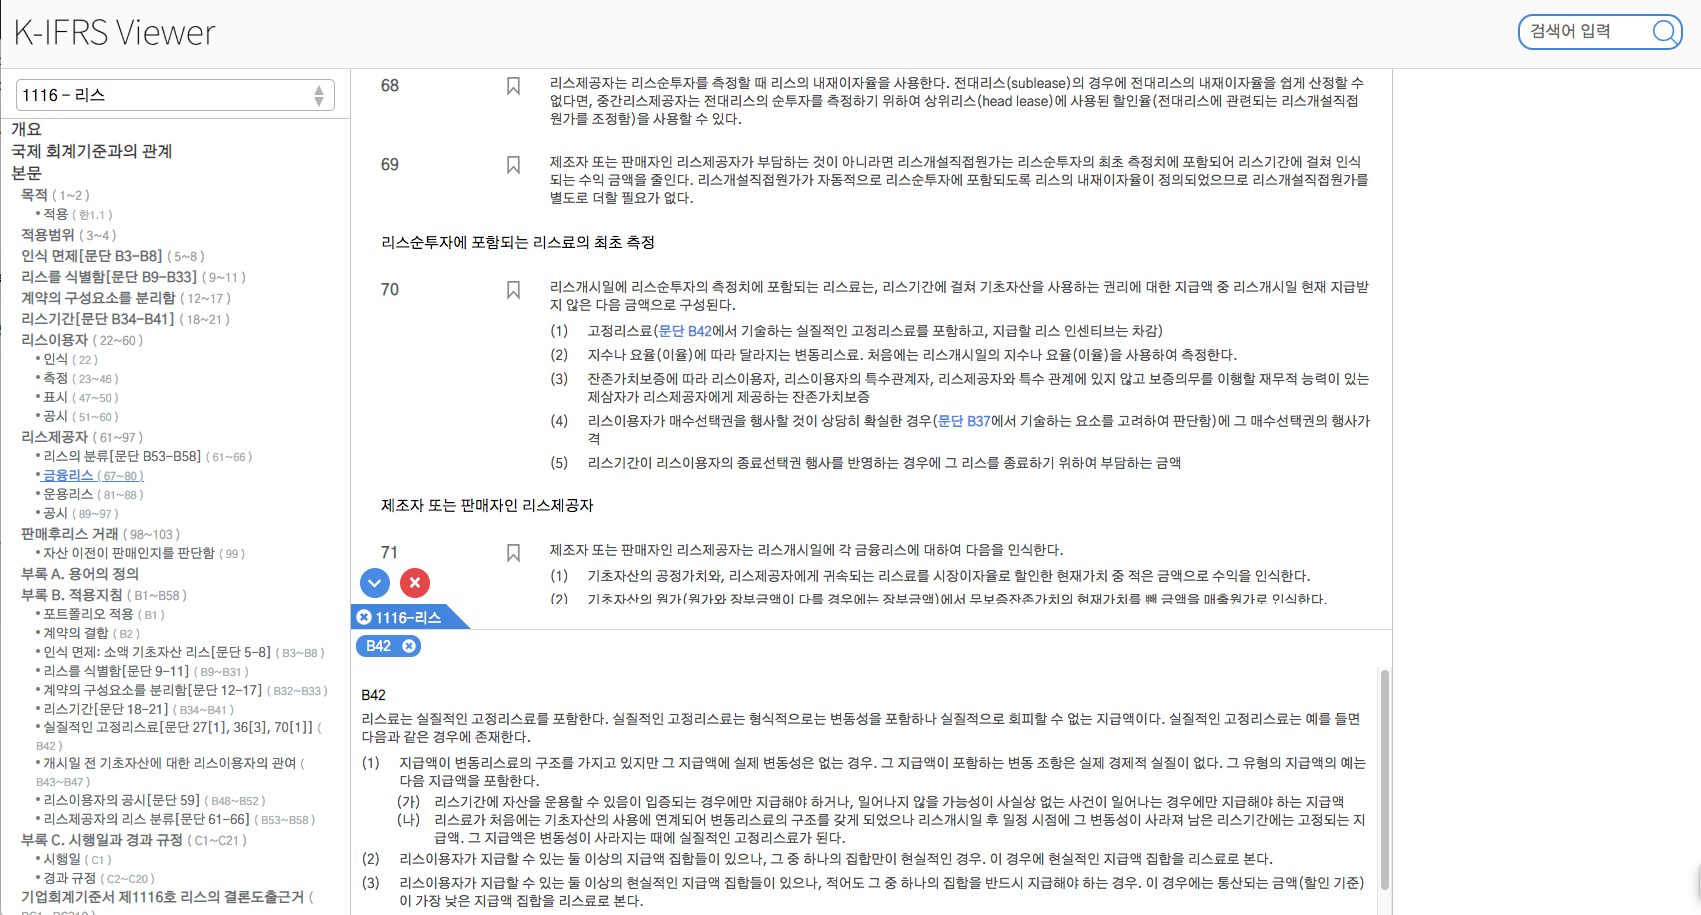 K-IFRS Viewer
검색어 입력
1116 - 리스
개요
국제 회계기준과의 관계
본문
목적 ( 1~2 )
• 적용 ( 한1.1 )
적용범위 ( 3~4 )
인식 면제[문단 B3-B8] ( 5~8 )
리스를 식별함[문단 B9-B33] ( 9~11 )
계약의 구성요소를 분리함 ( 12~17 )
리스기간[문단 B34-B41] ( 18~21 )
리스이용자 ( 22~60 )
• 인식 ( 22 )
• 측정 ( 23~46 )
• 표시 ( 47~50 )
• 공시 ( 51~60 )
리스제공자 ( 61~97 )
• 리스의 분류[문단 B53-B58] ( 61~66 )
• 금융리스 ( 67~80 )
• 운용리스 ( 81~88 )
• 공시 ( 89~97 )
판매후리스 거래 ( 98~103 )
• 자산 이전이 판매인지를 판단함 ( 99 )
부록 A. 용어의 정의
부록 B. 적용지침 ( B1~B58 )
• 포트폴리오 적용 ( B1 )
• 계약의 결합 ( B2 )
• 인식 면제: 소액 기초자산 리스[문단 5-8] ( B3~B8 )
• 리스를 식별함[문단 9-11] ( B9~B31 )
• 계약의 구성요소를 분리함[문단 12-17] ( B32~B33 )
• 리스기간[문단 18-21] ( B34~B41 )
• 실질적인 고정리스료[문단 27[1], 36[3], 70[1]] (
B42 )
• 개시일 전 기초자산에 대한 리스이용자의 관여 (
B43~B47 )
• 리스이용자의 공시[문단 59] ( B48~B52 )
• 리스제공자의 리스 분류[문단 61-66] ( B53~B58 )
부록 C. 시행일과 경과 규정 ( C1~C21 )
• 시행일 ( C1 )
• 경과 규정 ( C2~C20 )
기업회계기준서 제1116호 리스의 결론도출근거 (
68
리스제공자는 리스순투자를 측정할 때 리스의 내재이자율을 사용한다. 전대리스(sublease)의 경우에 전대리스의 내재이자율을 쉽게 산정할 수
없다면, 중간리스제공자는 전대리스의 순투자를 측정하기 위하여 상위리스(head lease)에 사용된 할인율(전대리스에 관련되는 리스개설직접
원가를 조정함)을 사용할 수 있다.
69
제조자 또는 판매자인 리스제공자가 부담하는 것이 아니라면 리스개설직접원가는 리스순투자의 최초 측정치에 포함되어 리스기간에 걸쳐 인식
되는 수익 금액을 줄인다. 리스개설직접원가가 자동적으로 리스순투자에 포함되도록 리스의 내재이자율이 정의되었으므로 리스개설직접원가를
별도로 더할 필요가 없다.
리스순투자에 포함되는 리스료의 최초 측정
70
리스개시일에 리스순투자의 측정치에 포함되는 리스료는, 리스기간에 걸쳐 기초자산을 사용하는 권리에 대한 지급액 중 리스개시일 현재 지급받
지 않은 다음 금액으로 구성된다.
(1) 고정리스료(문단 B42에서 기술하는 실질적인 고정리스료를 포함하고, 지급할 리스 인센티브는 차감)
(2) 지수나 요율(이율)에 따라 달라지는 변동리스료. 처음에는 리스개시일의 지수나 요율(이율)을 사용하여 측정한다.
(3) 잔존가치보증에 따라 리스이용자, 리스이용자의 특수관계자, 리스제공자와 특수 관계에 있지 않고 보증의무를 이행할 재무적 능력이 있는
제삼자가 리스제공자에게 제공하는 잔존가치보증
(4) 리스이용자가 매수선택권을 행사할 것이 상당히 확실한 경우(문단 B37에서 기술하는 요소를 고려하여 판단함)에 그 매수선택권의 행사가
격
(5) 리스기간이 리스이용자의 종료선택권 행사를 반영하는 경우에 그 리스를 종료하기 위하여 부담하는 금액
제조자 또는 판매자인 리스제공자
71
제조자 또는 판매자인 리스제공자는 리스개시일에 각 금융리스에 대하여 다음을 인식한다.
(1) 기초자산의 공정가치와, 리스제공자에게 귀속되는 리스료를 시장이자율로 할인한 현재가치 중 적은 금액으로 수익을 인식한다.
(2) 기초자산의 원가(원가와 장부금액이 다를 경우에는 장부금액)에서 무보증잔존가치의 현재가치를 뺀 금액을 매출원가로 인식한다.
1116-리스
B42
B42
리스료는 실질적인 고정리스료를 포함한다. 실질적인 고정리스료는 형식적으로는 변동성을 포함하나 실질적으로 회피할 수 없는 지급액이다. 실질적인 고정리스료는 예를 들면
다음과 같은 경우에 존재한다.
(1) 지급액이 변동리스료의 구조를 가지고 있지만 그 지급액에 실제 변동성은 없는 경우. 그 지급액이 포함하는 변동 조항은 실제 경제적 실질이 없다. 그 유형의 지급액의 예는
다음 지급액을 포함한다.
(가) 리스기간에 자산을 운용할 수 있음이 입증되는 경우에만 지급해야 하거나, 일어나지 않을 가능성이 사실상 없는 사건이 일어나는 경우에만 지급해야 하는 지급액
(나) 리스료가 처음에는 기초자산의 사용에 연계되어 변동리스료의 구조를 갖게 되었으나 리스개시일 후 일정 시점에 그 변동성이 사라져 남은 리스기간에는 고정되는 지
급액. 그 지급액은 변동성이 사라지는 때에 실질적인 고정리스료가 된다.
(2) 리스이용자가 지급할 수 있는 둘 이상의 지급액 집합들이 있으나, 그 중 하나의 집합만이 현실적인 경우. 이 경우에 현실적인 지급액 집합을 리스료로 본다.
(3) 리스이용자가 지급할 수 있는 둘 이상의 현실적인 지급액 집합들이 있으나, 적어도 그 중 하나의 집합을 반드시 지급해야 하는 경우. 이 경우에는 통산되는 금액(할인 기준)
이 가장 낮은 지급액 집합을 리스료로 본다.